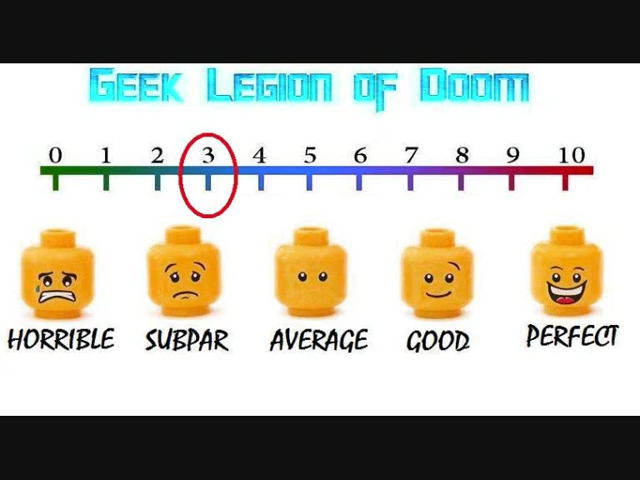 Geek Legion of Doom
0 1 2 3 4 5 6 7 8 9 10
HORRIBLE SUBPAR AVERAGE GOOD PERFECT